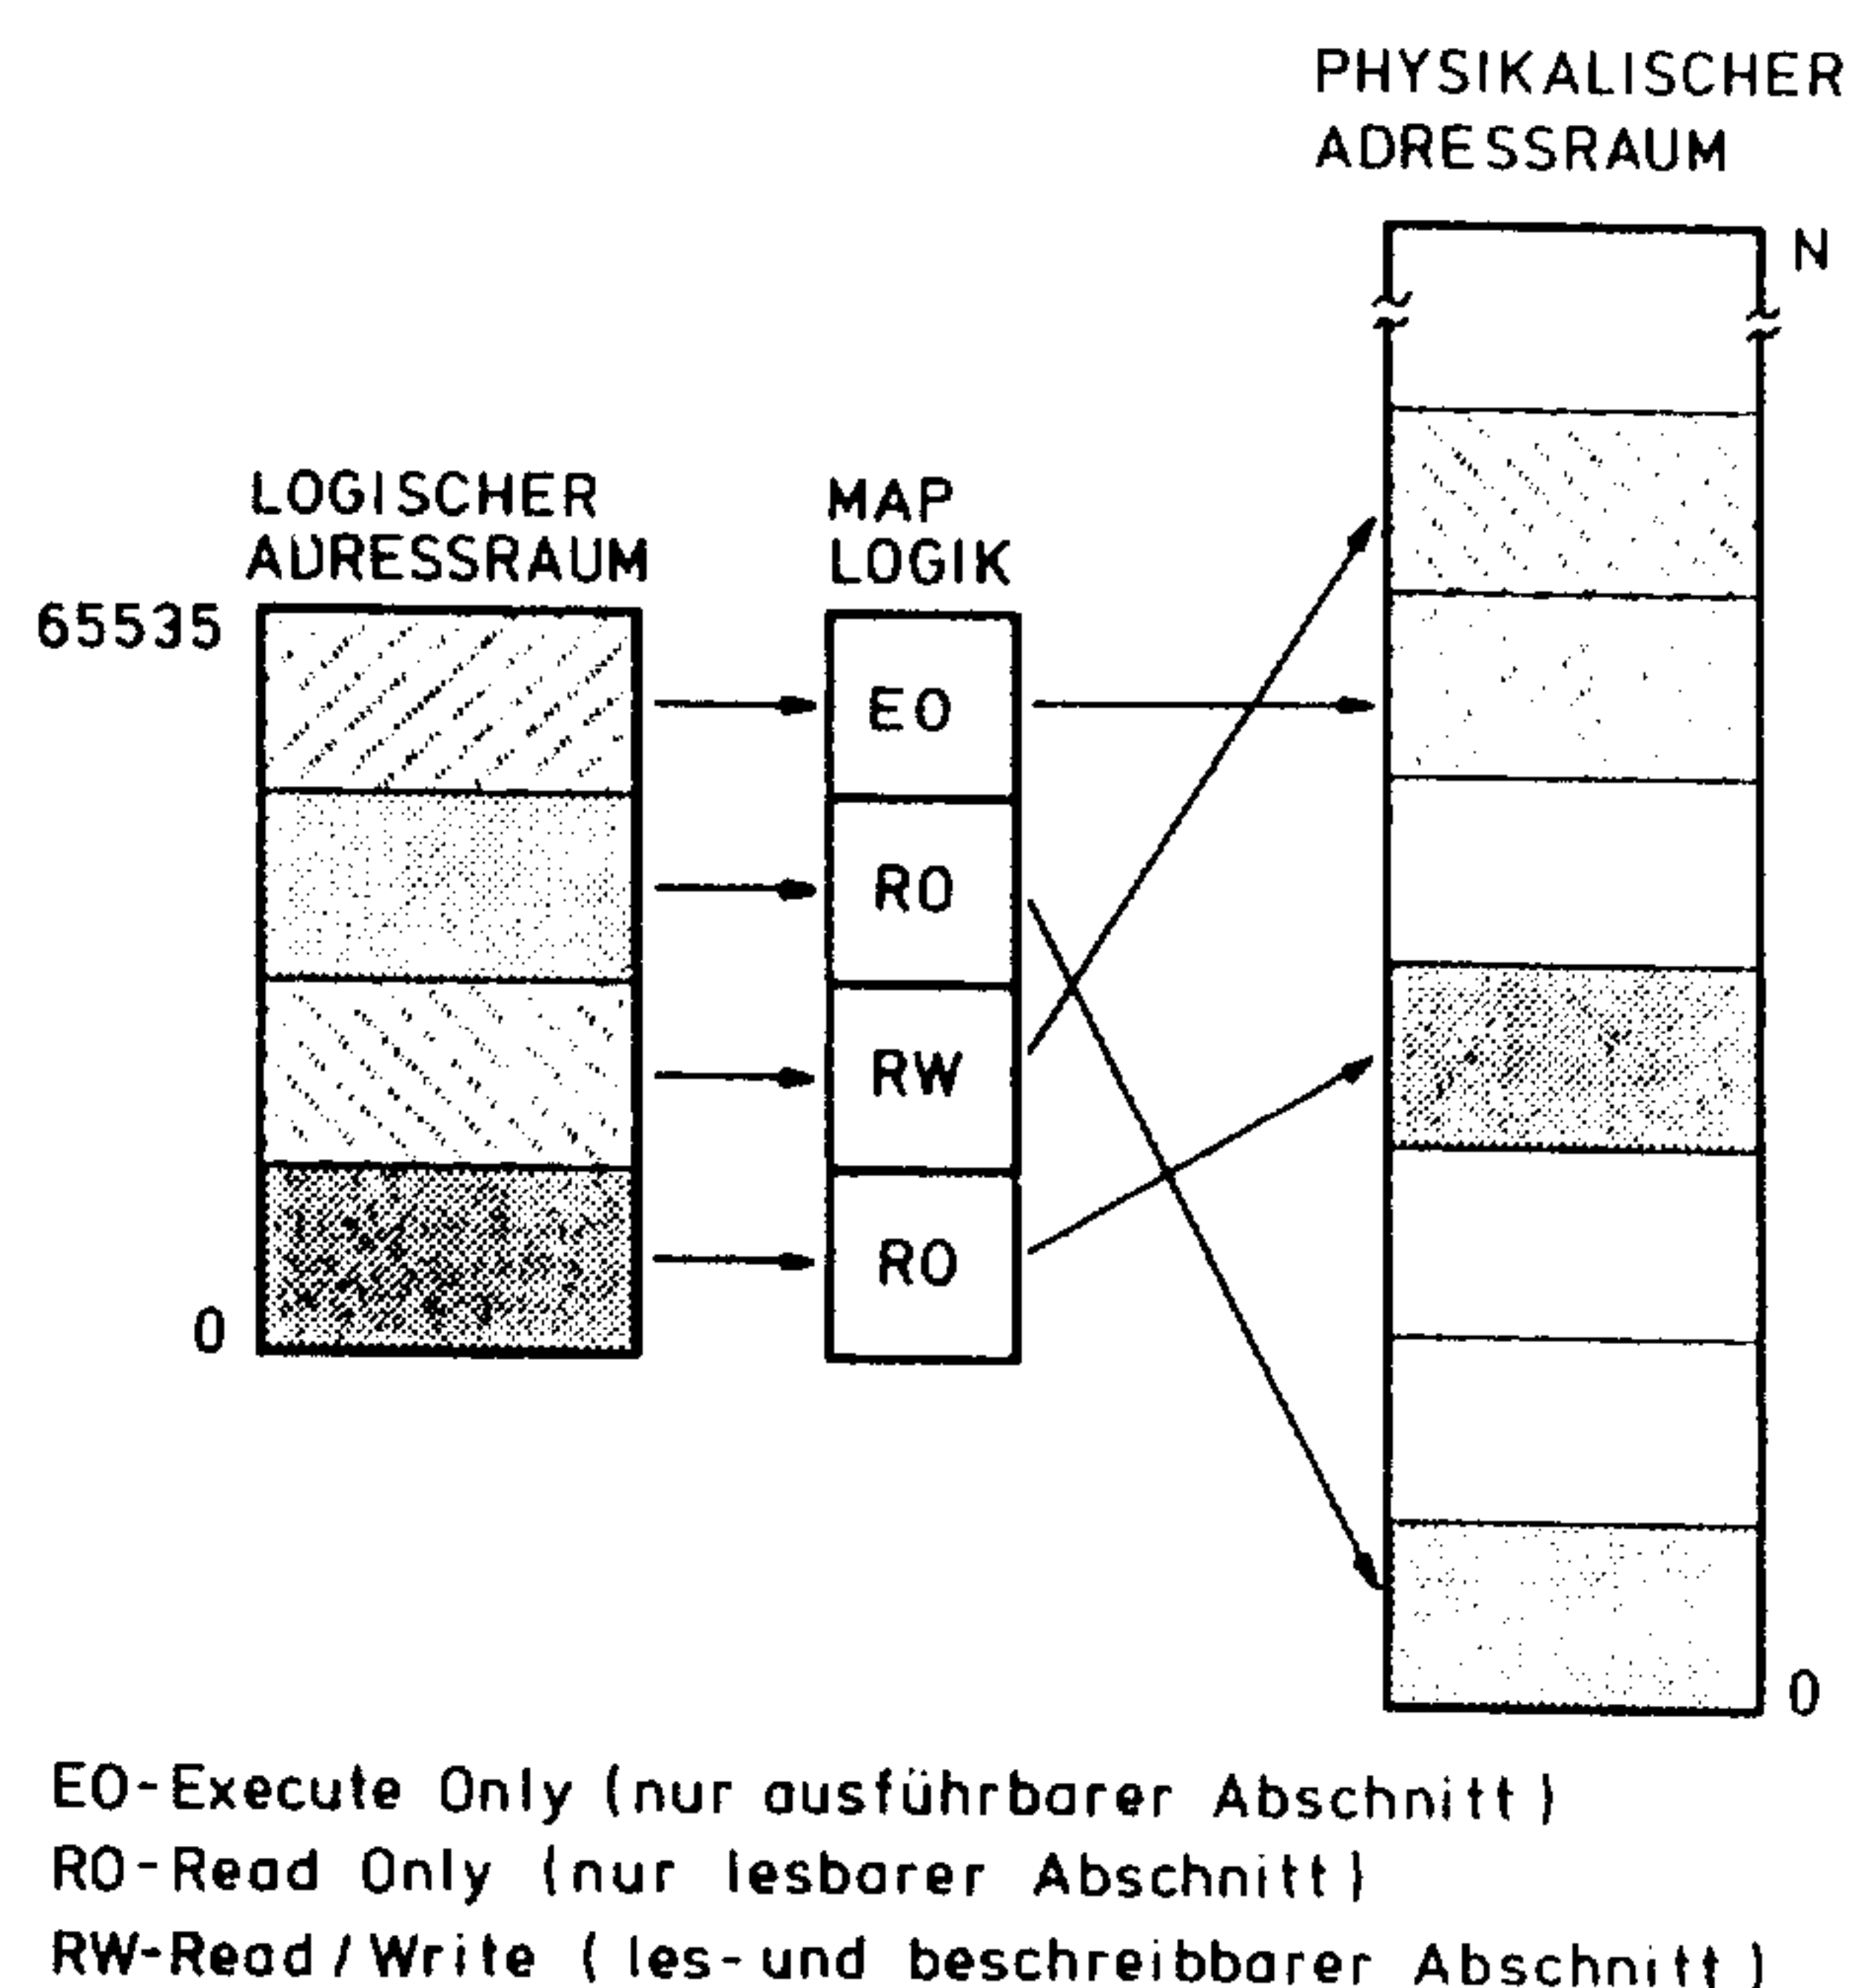 PHYSIKALISCHER
ADRESSRAUM
N
LOGISCHER
ADRESSRAUM
MAP
LOGIK
65535
EO
RO
RW
RO
0
0
EO-Execute Only (nur ausführbarer Abschnitt)
RO-Read Only (nur lesbarer Abschnitt)
RW-Read/Write (les-und beschreibbarer Abschnitt)